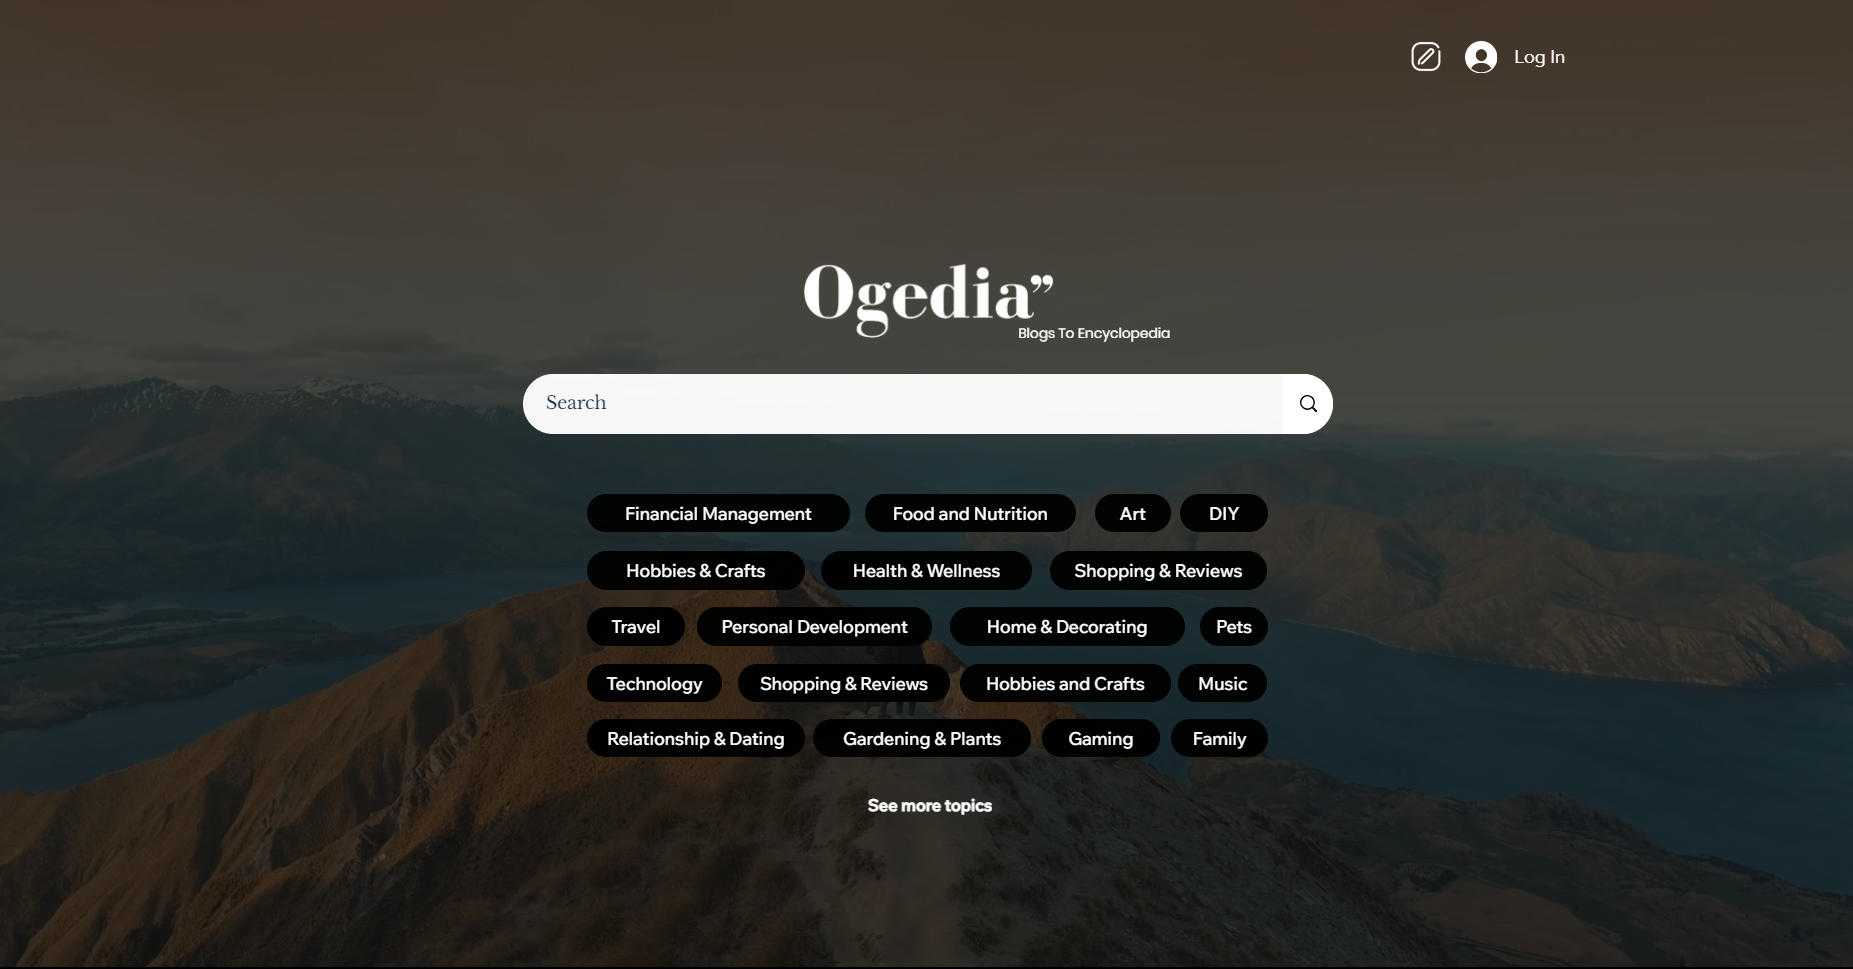 Log In
Ogedia”
Blogs To Encyclopedia
Search
Financial Management Food and Nutrition Art DIY
Hobbies & Crafts Health & Wellness Shopping & Reviews
Travel Personal Development Home & Decorating Pets
Technology Shopping & Reviews Hobbies and Crafts Music
Relationship & Dating Gardening & Plants Gaming Family
See more topics